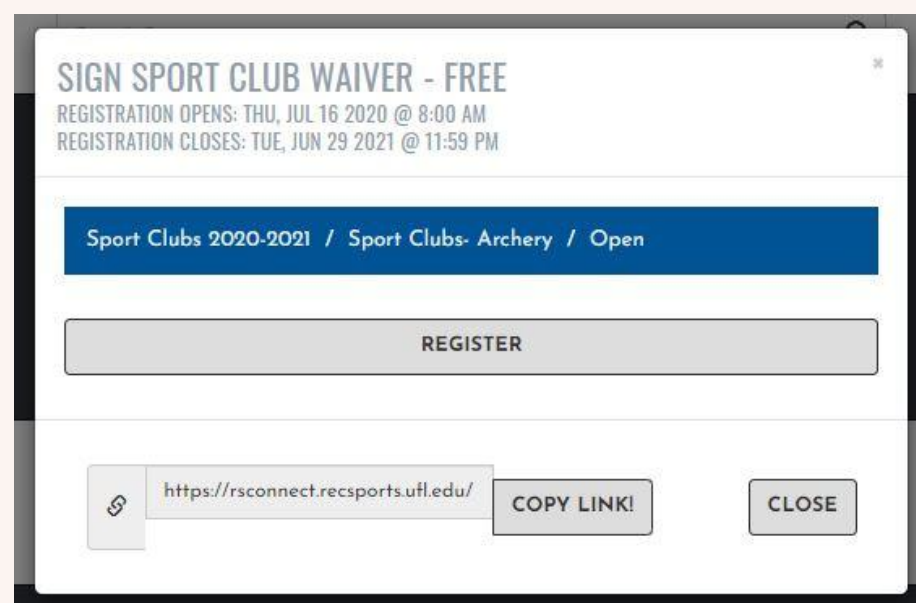 SIGN SPORT CLUB WAIVER - FREE
REGISTRATION OPENS: THU, JUL 16 2020 @ 8:00 AM
REGISTRATION CLOSES: TUE, JUN 29 2021 @ 11:59 PM
Sport Clubs 2020-2021 / Sport Clubs- Archery / Open
REGISTER
https://rsconnect.recsports.ufl.edu/
COPY LINK!
CLOSE